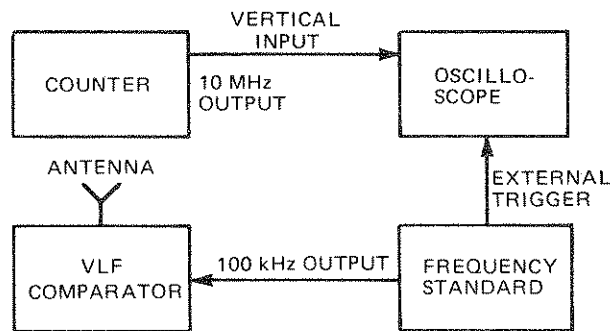 VERTICAL
INPUT
COUNTER
10 MHz
OUTPUT
OSCILLO-
SCOPE
ANTENNA
EXTERNAL
TRIGGER
VLF
COMPARATOR
100 kHz OUTPUT
FREQUENCY
STANDARD